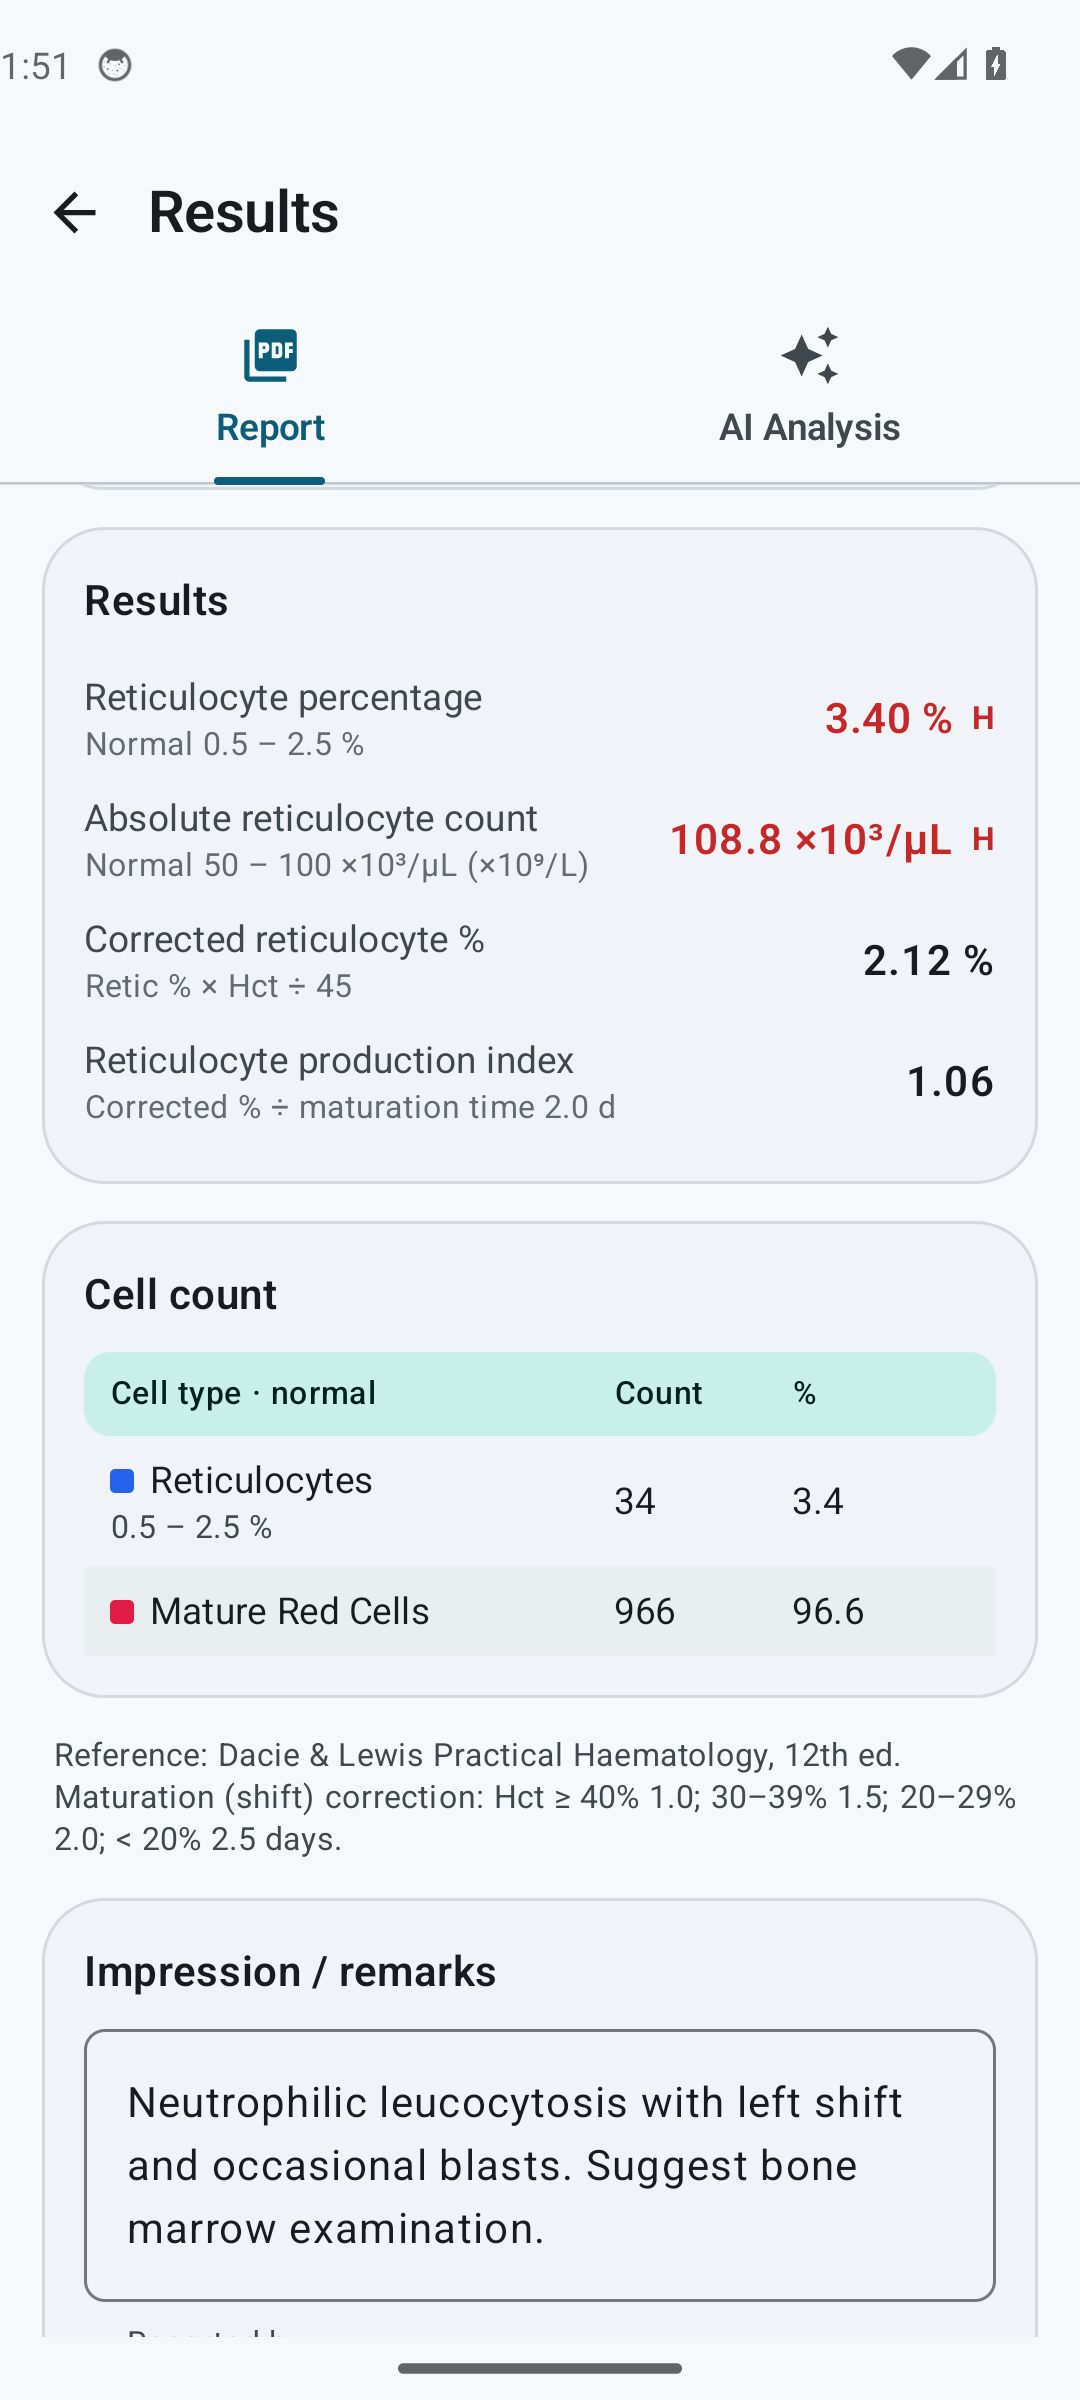 1:51
Results
PDF
Report
AI Analysis
Results
Reticulocyte percentage
Normal 0.5 – 2.5 %
3.40 % H
Absolute reticulocyte count
Normal 50 – 100 ×10³/µL (×10⁹/L)
108.8 ×10³/µL H
Corrected reticulocyte %
Retic % × Hct ÷ 45
2.12 %
Reticulocyte production index
Corrected % ÷ maturation time 2.0 d
1.06
Cell count
Cell type · normal Count %
Reticulocytes
0.5 – 2.5 %
34 3.4
Mature Red Cells 966 96.6
Reference: Dacie & Lewis Practical Haematology, 12th ed.
Maturation (shift) correction: Hct ≥ 40% 1.0; 30–39% 1.5; 20–29%
2.0; < 20% 2.5 days.
Impression / remarks
Neutrophilic leucocytosis with left shift
and occasional blasts. Suggest bone
marrow examination.